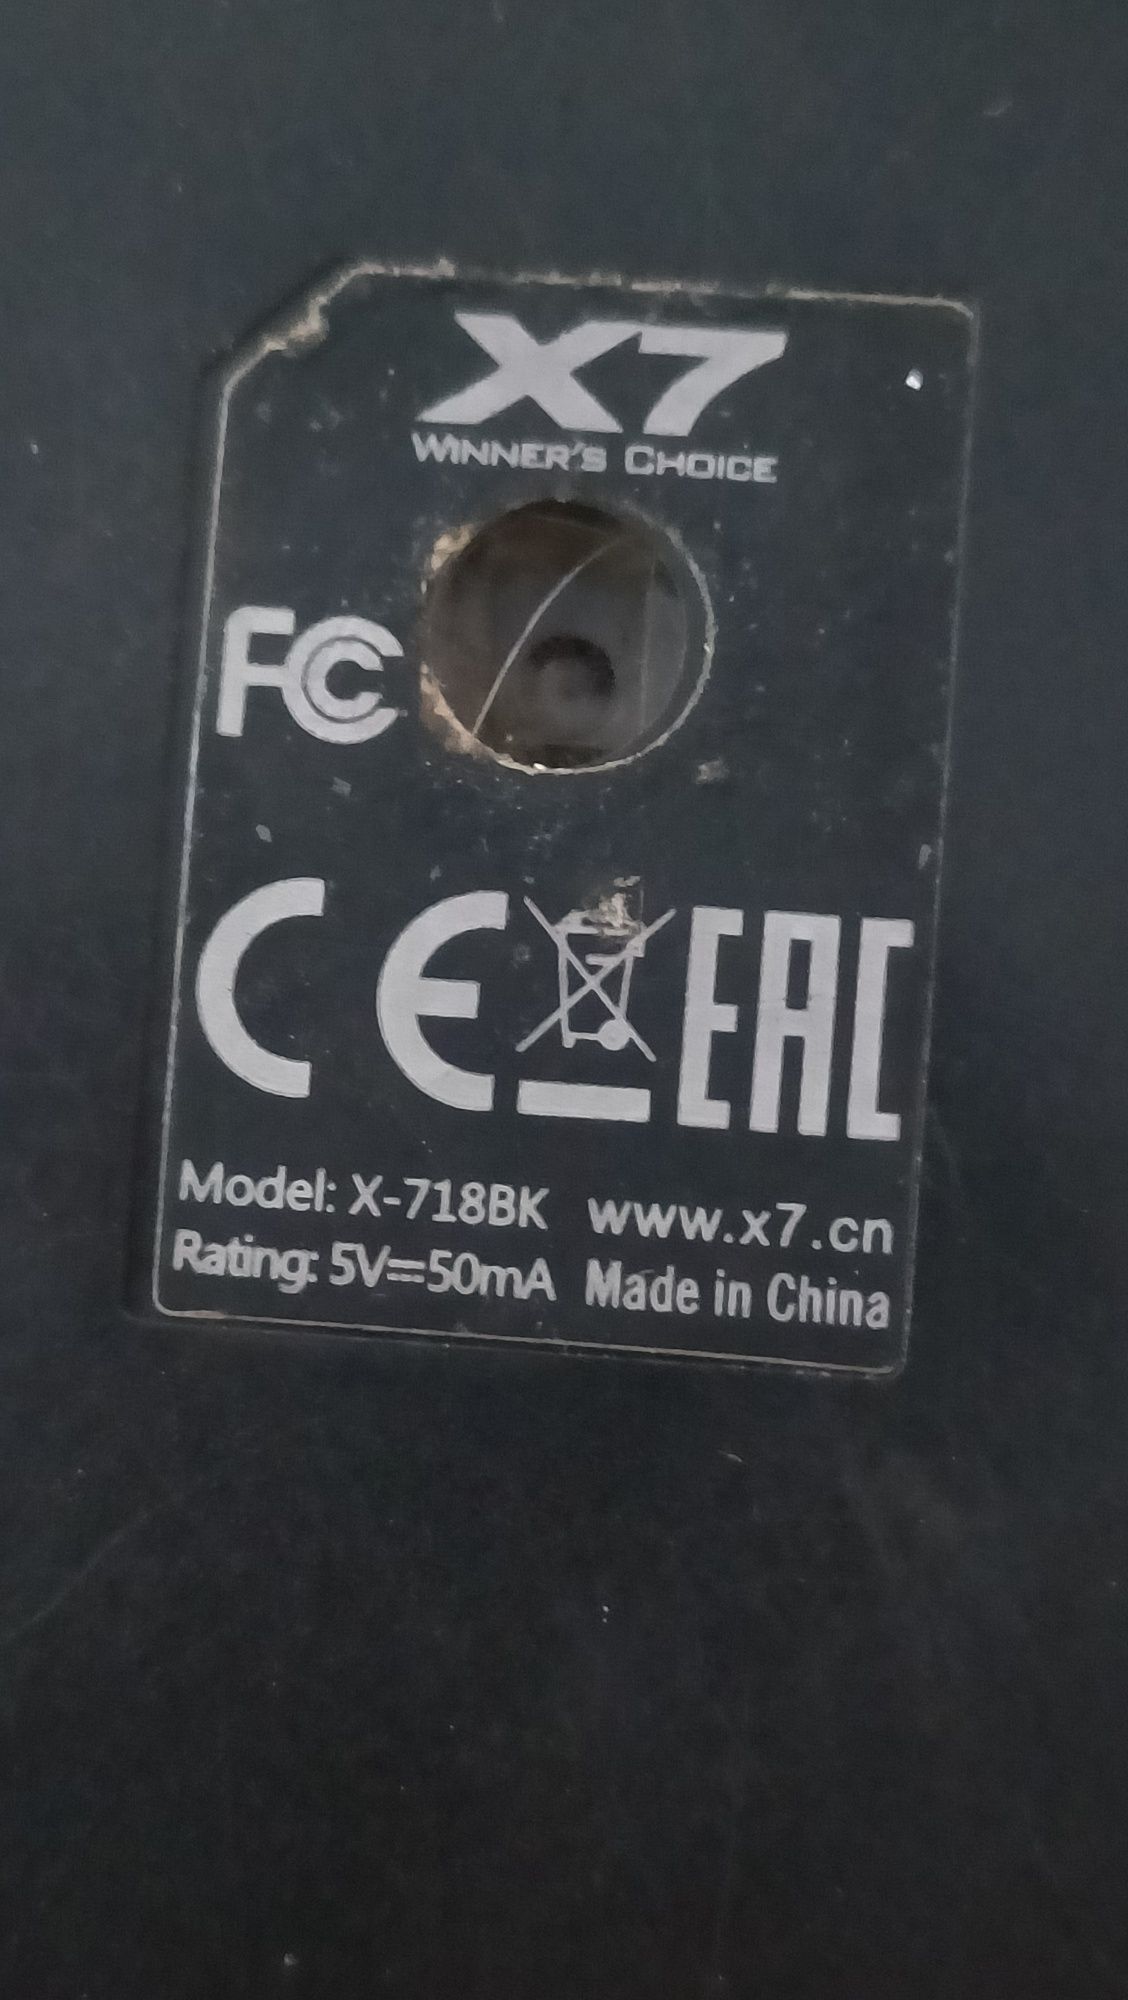 X7
WINNER'S CHOICE
FC
CE EAC
Model: X-718BK www.x7.cn
Rating: 5V⎓50mA Made in China